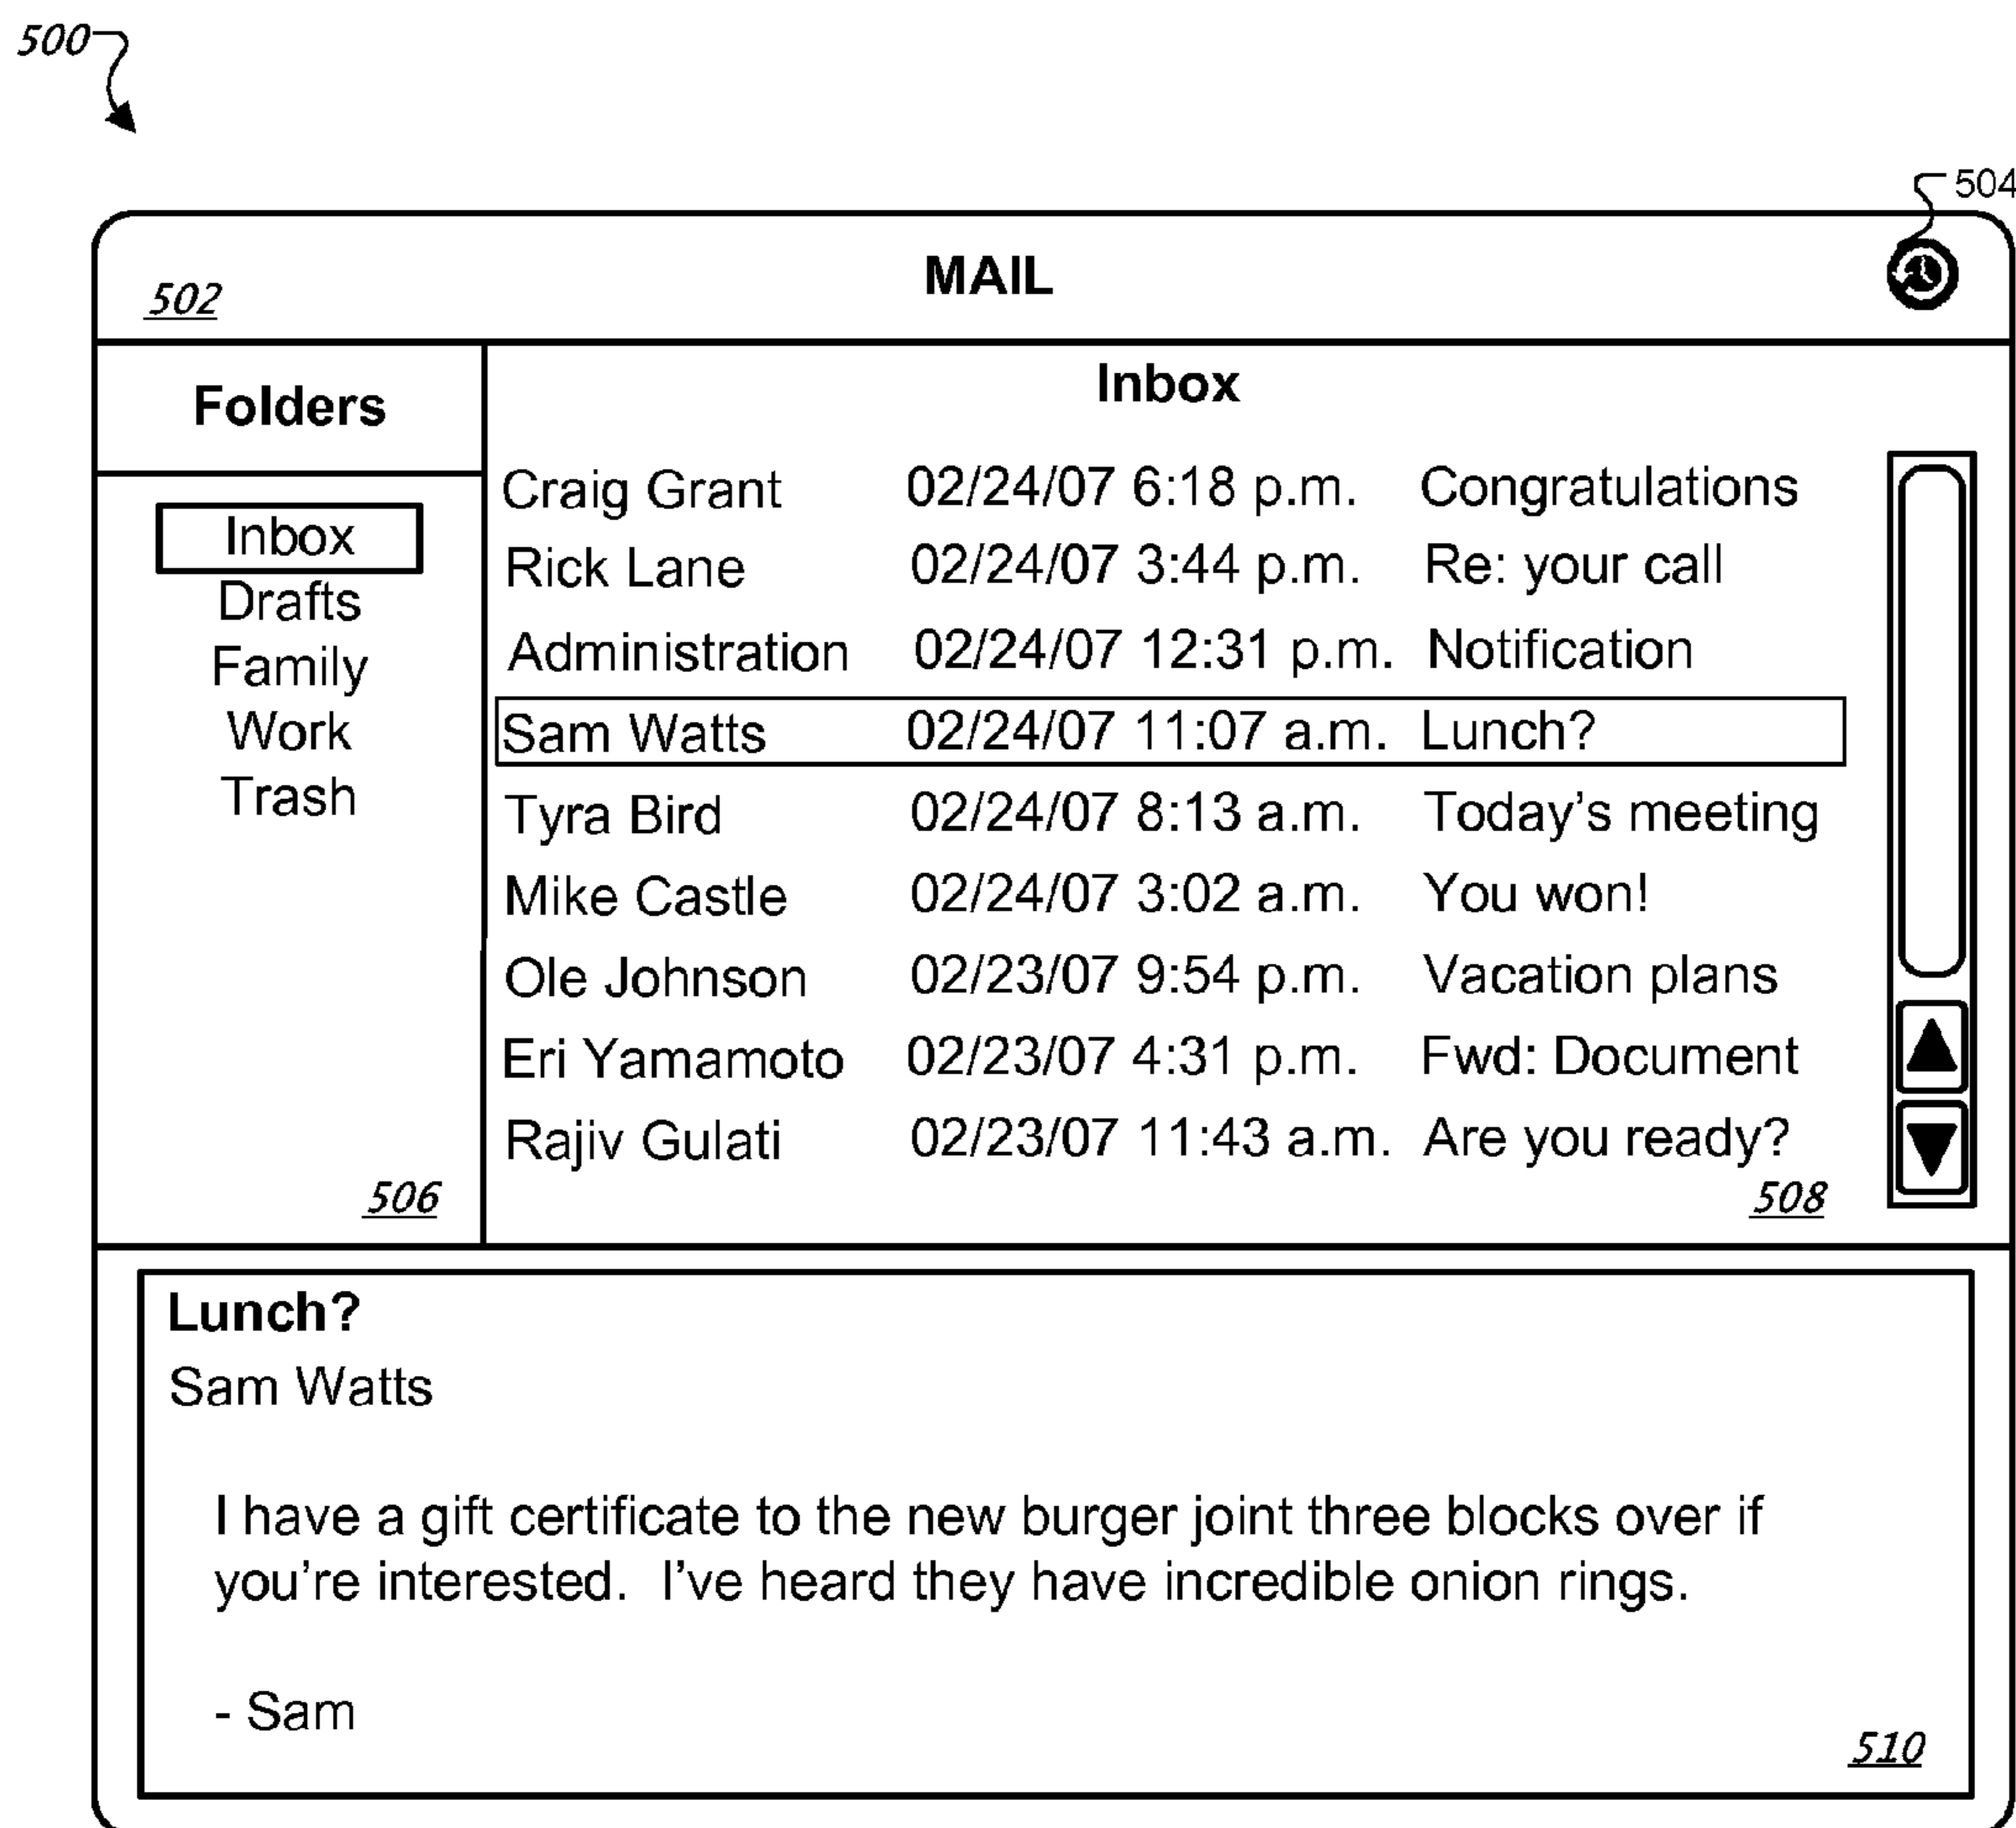 500
504
MAIL
502
Folders
Inbox
Drafts
Family
Work
Trash
506
Inbox
Craig Grant 02/24/07 6:18 p.m. Congratulations
Rick Lane 02/24/07 3:44 p.m. Re: your call
Administration 02/24/07 12:31 p.m. Notification
Sam Watts 02/24/07 11:07 a.m. Lunch?
Tyra Bird 02/24/07 8:13 a.m. Today's meeting
Mike Castle 02/24/07 3:02 a.m. You won!
Ole Johnson 02/23/07 9:54 p.m. Vacation plans
Eri Yamamoto 02/23/07 4:31 p.m. Fwd: Document
Rajiv Gulati 02/23/07 11:43 a.m. Are you ready?
508
Lunch?
Sam Watts
I have a gift certificate to the new burger joint three blocks over if
you're interested.  I've heard they have incredible onion rings.
- Sam
510